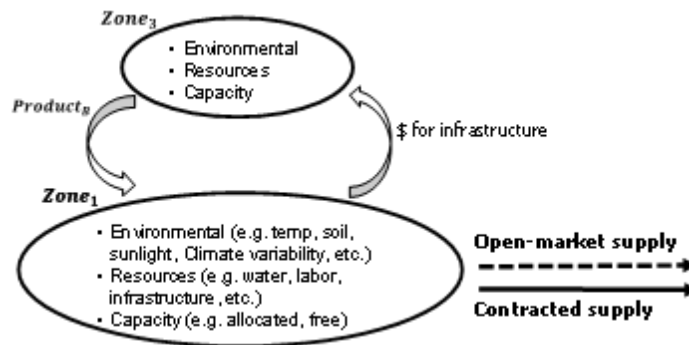 Zone₃
• Environmental
• Resources
• Capacity
Product_g
$ for infrastructure
Zone₁
• Environmental (e.g. temp, soil,
sunlight, Climate variability, etc.)
• Resources (e.g. water, labor,
infrastructure, etc.)
• Capacity (e.g. allocated, free)
Open-market supply
Contracted supply